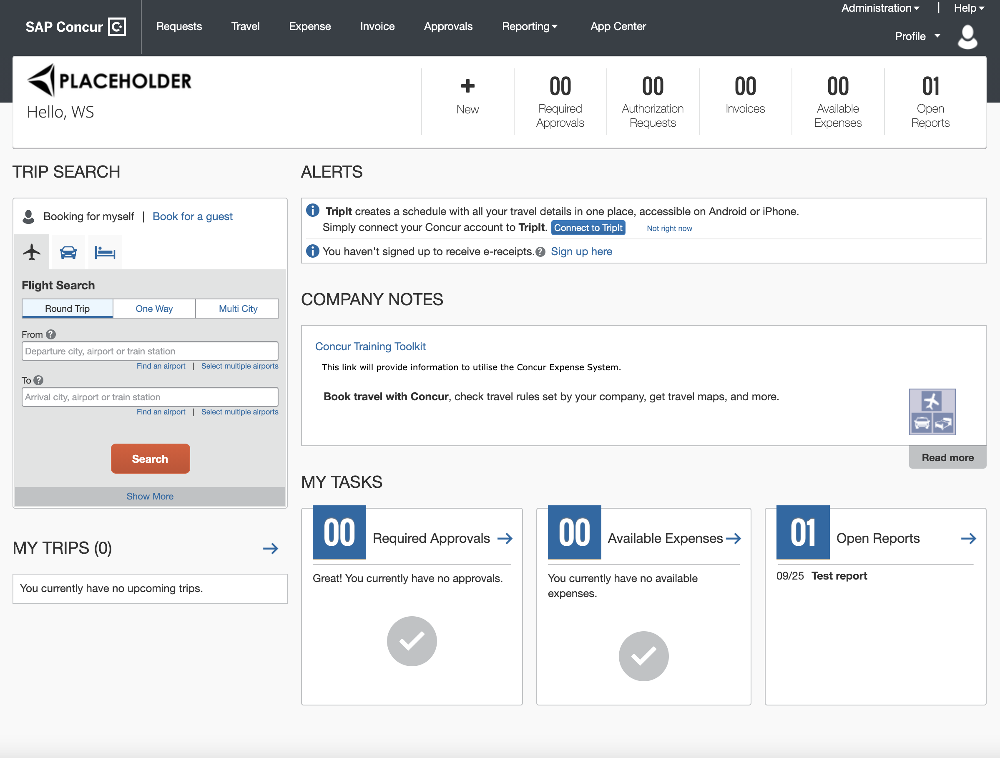 Administration | Help
SAP Concur C. Requests Travel Expense Invoice Approvals Reporting App Center
Profile
PLACEHOLDER
Hello, WS
+ 00 00 00 00 01
New Required Authorization Invoices Available Open
Approvals Requests Expenses Reports
TRIP SEARCH
Booking for myself | Book for a guest
Flight Search
Round Trip One Way Multi City
From ?
Departure city, airport or train station
Find an airport | Select multiple airports
To ?
Arrival city, airport or train station
Find an airport | Select multiple airports
Search
Show More
MY TRIPS (0)
You currently have no upcoming trips.
ALERTS
TripIt creates a schedule with all your travel details in one place, accessible on Android or iPhone.
Simply connect your Concur account to TripIt. Connect to TripIt Not right now
You haven't signed up to receive e-receipts. ? Sign up here
COMPANY NOTES
Concur Training Toolkit
This link will provide information to utilise the Concur Expense System.
Book travel with Concur, check travel rules set by your company, get travel maps, and more.
Read more
MY TASKS
00 Required Approvals
Great! You currently have no approvals.
00 Available Expenses
You currently have no available
expenses.
01 Open Reports
09/25 Test report